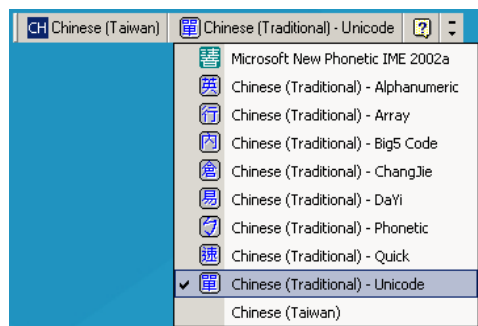 CH Chinese (Taiwan) 單 Chinese (Traditional) - Unicode ?
Microsoft New Phonetic IME 2002a
英 Chinese (Traditional) - Alphanumeric
行 Chinese (Traditional) - Array
內 Chinese (Traditional) - Big5 Code
倉 Chinese (Traditional) - ChangJie
易 Chinese (Traditional) - DaYi
ㄅ Chinese (Traditional) - Phonetic
速 Chinese (Traditional) - Quick
單 Chinese (Traditional) - Unicode
Chinese (Taiwan)